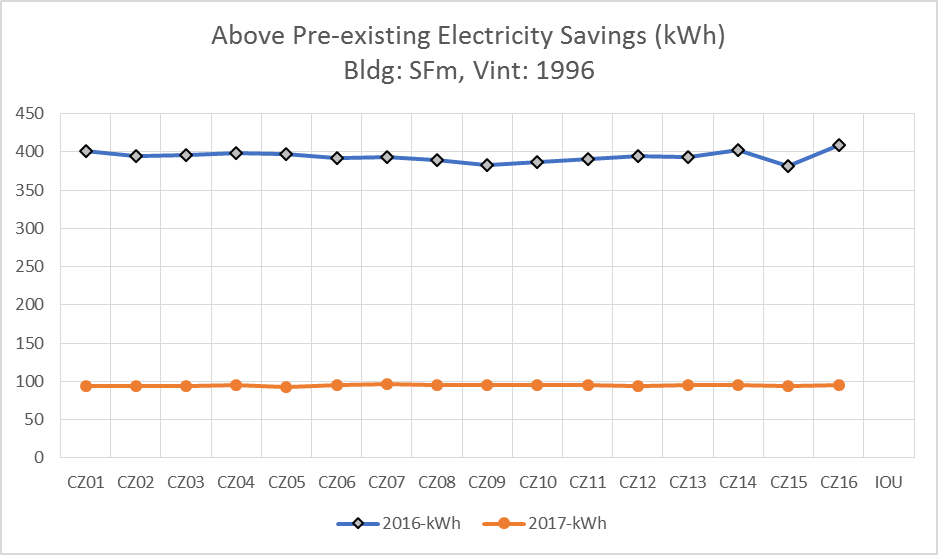 Above Pre-existing Electricity Savings (kWh)
Bldg: SFm, Vint: 1996
450
400
350
300
250
200
150
100
50
0
CZ01 CZ02 CZ03 CZ04 CZ05 CZ06 CZ07 CZ08 CZ09 CZ10 CZ11 CZ12 CZ13 CZ14 CZ15 CZ16 IOU
2016-kWh 2017-kWh